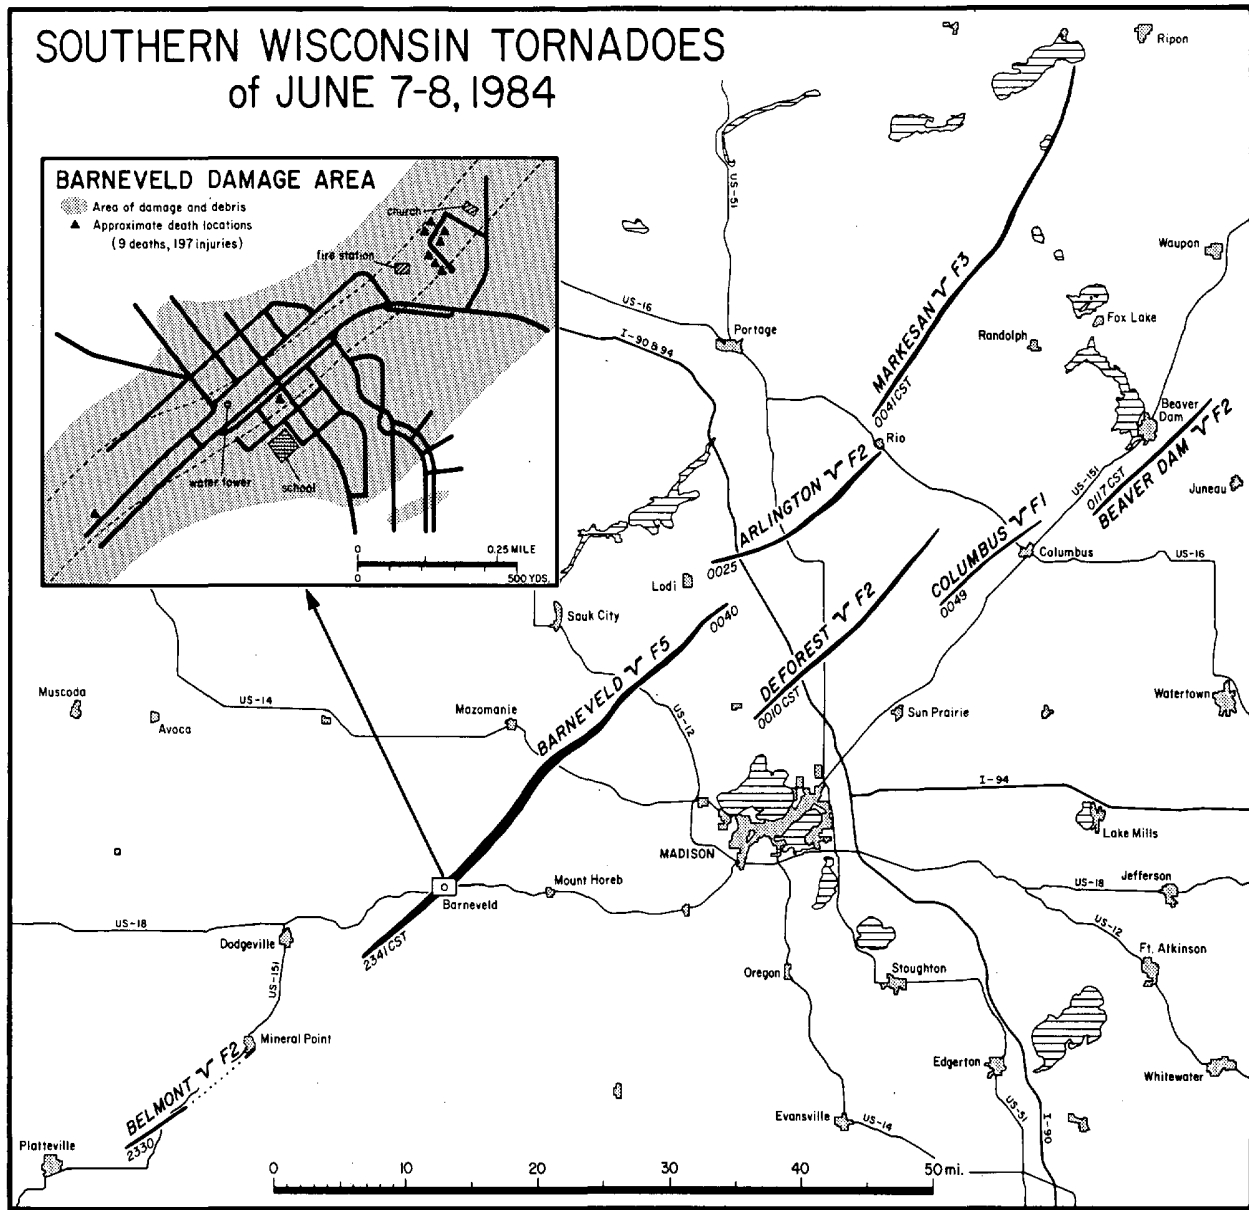 SOUTHERN WISCONSIN TORNADOES
of JUNE 7-8, 1984
BARNEVELD DAMAGE AREA
Area of damage and debris
Approximate death locations
(9 deaths, 197 injuries)
church
fire station
water tower
school
0 0.25 MILE
0 500 YDS.
Ripon
US-51
Waupon
MARKESAN F3
0041 CST
US-16
Portage
I-90 & 94
Fox Lake
Randolph
Beaver
Dam
Rio
US-151
BEAVER DAM F2
0117 CST
Juneau
ARLINGTON F2
0025
COLUMBUS F1
0049
Columbus
US-16
Lodi
Sauk City
0040
DEFOREST F2
0010 CST
BARNEVELD F5
2341 CST
Muscoda
Avoca
US-14
Mazomanie
US-12
Sun Prairie
Watertown
I-94
Lake Mills
MADISON
Mount Horeb
Barneveld
US-18
Jefferson
US-18
Dodgeville
US-12
Ft. Atkinson
US-151
Oregon
Stoughton
Mineral Point
BELMONT F2
2330
Edgerton
Whitewater
Evansville
US-14
US-51
I-90
Platteville
0 10 20 30 40 50 mi.